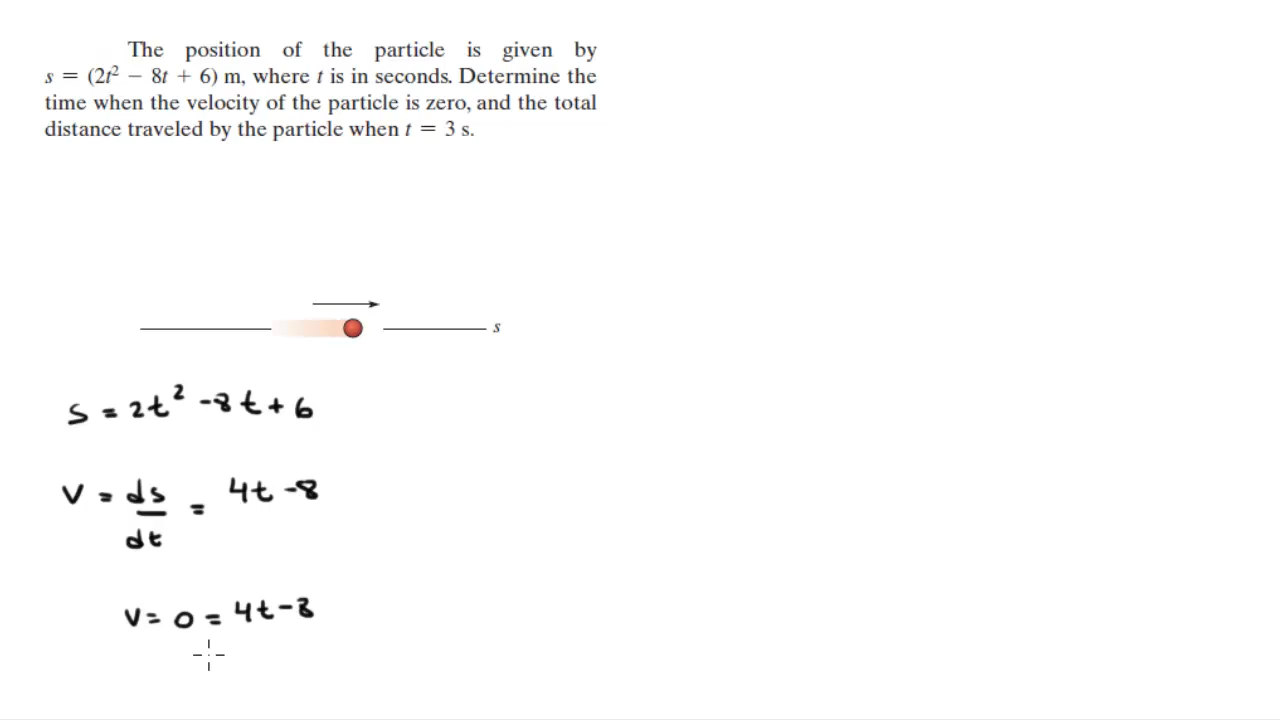 The position of the particle is given by
s = (2t² − 8t + 6) m, where t is in seconds. Determine the
time when the velocity of the particle is zero, and the total
distance traveled by the particle when t = 3 s.
s
s = 2t² -8t + 6
v = ds/dt = 4t -8
v = 0 = 4t - 8